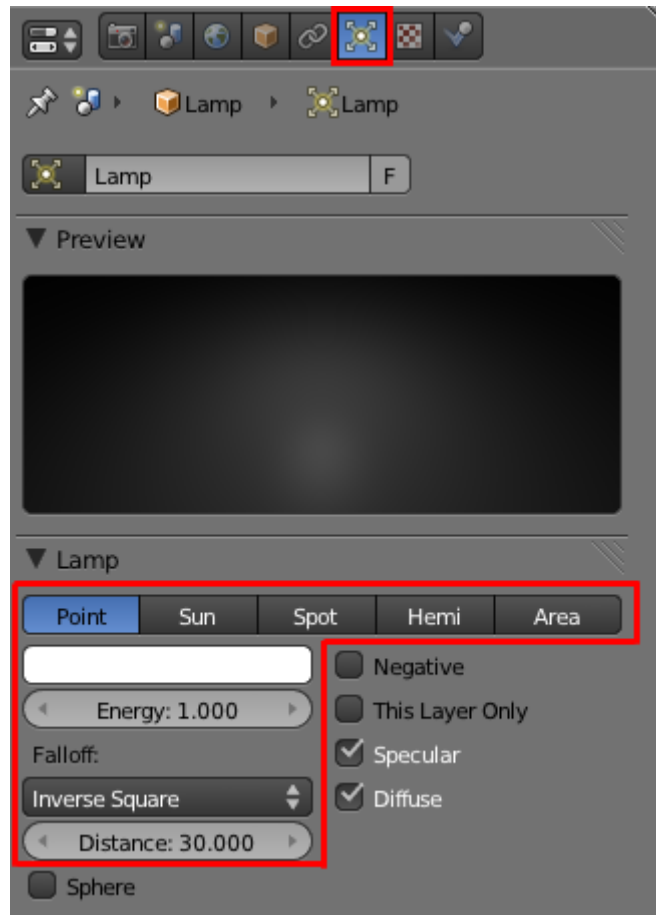 Lamp Lamp
Lamp F
Preview
Lamp
Point Sun Spot Hemi Area
Negative
Energy: 1.000 This Layer Only
Falloff: Specular
Inverse Square Diffuse
Distance: 30.000
Sphere